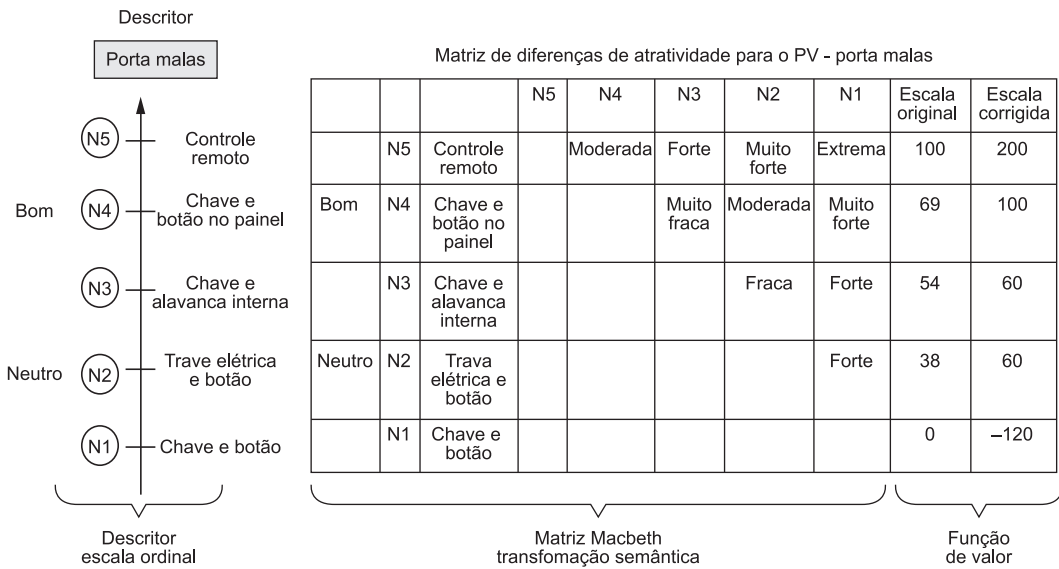 Descritor
Porta malas
N5
Controle
remoto
Bom
N4
Chave e
botão no painel
N3
Chave e
alavanca interna
Neutro
N2
Trave elétrica
e botão
N1
Chave e botão
Descritor
escala ordinal
Matriz de diferenças de atratividade para o PV - porta malas
N5 N4 N3 N2 N1 Escala original Escala corrigida
N5 Controle remoto Moderada Forte Muito forte Extrema 100 200
Bom N4 Chave e botão no painel Muito fraca Moderada Muito forte 69 100
N3 Chave e alavanca interna Fraca Forte 54 60
Neutro N2 Trava elétrica e botão Forte 38 60
N1 Chave e botão 0 –120
Matriz Macbeth
transfomação semântica
Função
de valor